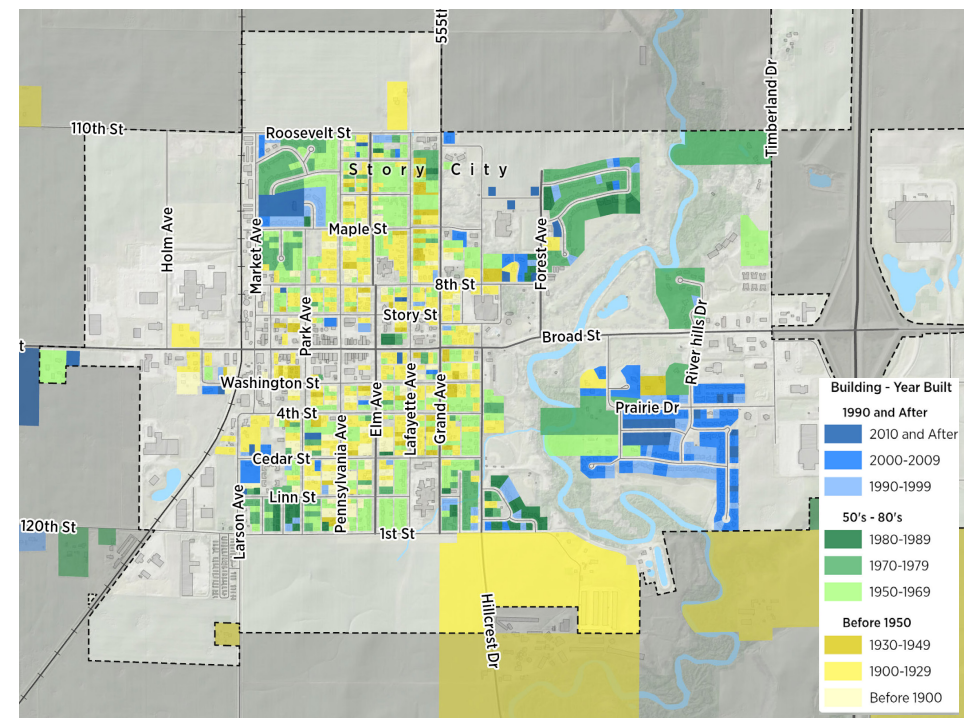 555th
Timberland Dr
110th St
Roosevelt St
Story City
Holm Ave
Market Ave
Maple St
Forest Ave
8th St
Park Ave
Story St
Broad St
River hills Dr
t
Washington St
Elm Ave
Lafayette Ave
Grand Ave
Prairie Dr
4th St
Pennsylvania Ave
Cedar St
Linn St
Larson Ave
120th St
1st St
Hillcrest Dr
Building - Year Built
1990 and After
2010 and After
2000-2009
1990-1999
50's - 80's
1980-1989
1970-1979
1950-1969
Before 1950
1930-1949
1900-1929
Before 1900